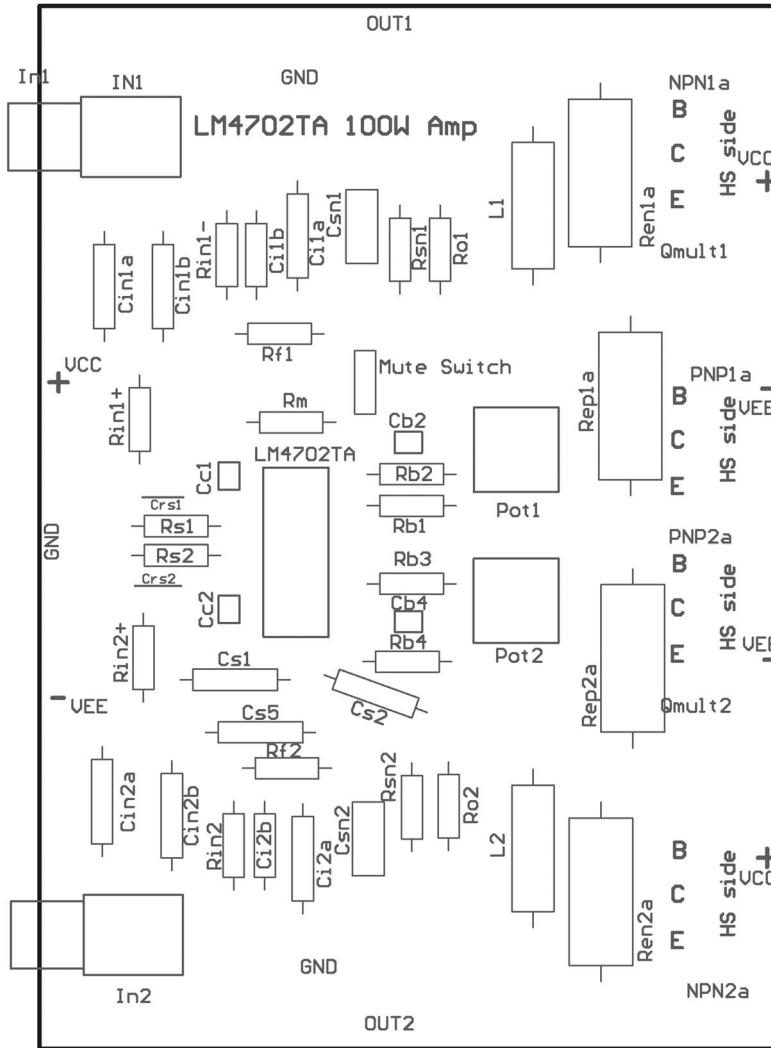 OUT1
In1
IN1
GND
NPN1a
LM4702TA 100W Amp
B
C
E
HS side
VCC
+
L1
Ren1a
Qmult1
Cin1a
Cin1b
Rin1-
Ci1b
Ci1a
Csn1
Rsn1
Ro1
Rf1
+
VCC
Mute Switch
Rep1a
PNP1a
-
VEE
B
C
E
HS side
Rin1+
Rm
Cb2
LM4702TA
Cc1
Rb2
Crs1
Rs1
Rb1
Pot1
GND
Rs2
Crs2
Rb3
PNP2a
B
C
E
HS side
VEE
-
Cc2
Cb4
Rb4
Pot2
Rin2+
Cs1
Cs2
Rep2a
Qmult2
-
VEE
Cs5
Rf2
Cin2a
Cin2b
Rin2
Ci2b
Ci2a
Csn2
Rsn2
Ro2
L2
Ren2a
B
C
E
HS side
+
VCC
In2
GND
NPN2a
OUT2